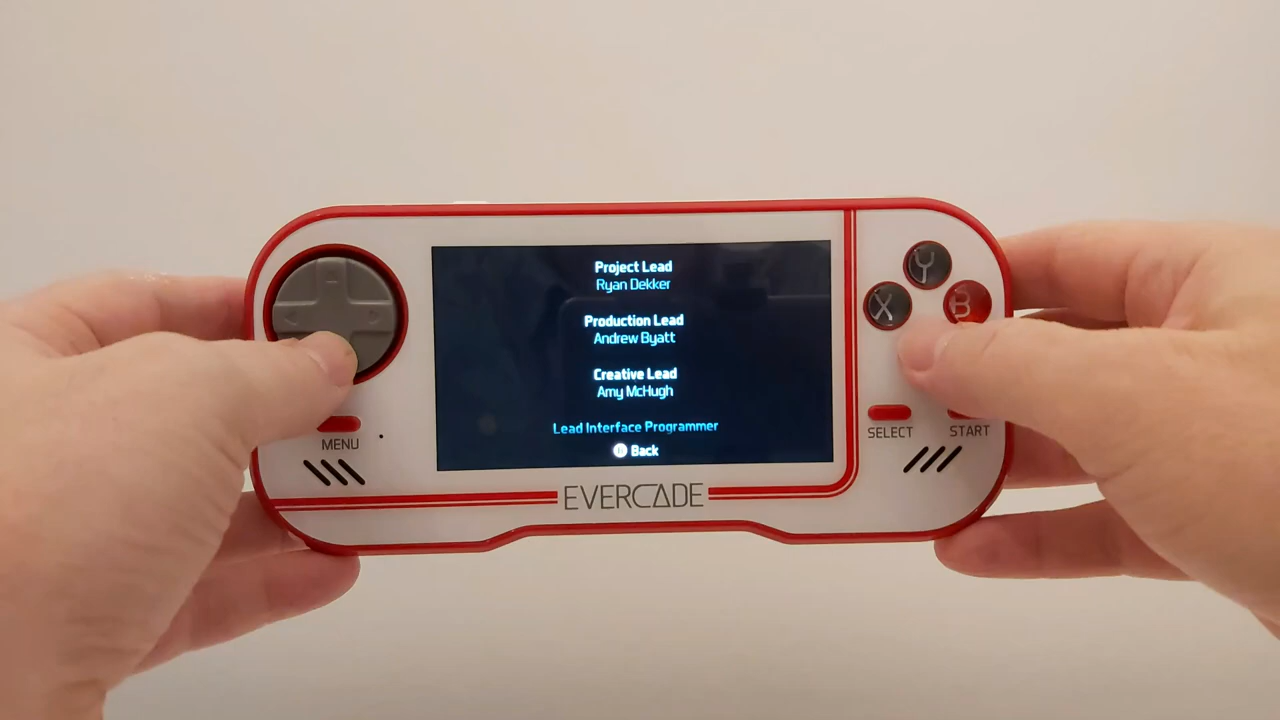 Project Lead
Ryan Dekker
Production Lead
Andrew Byatt
Creative Lead
Amy McHugh
Lead Interface Programmer
Back
Y
X
B
MENU
SELECT
START
EVERCADE